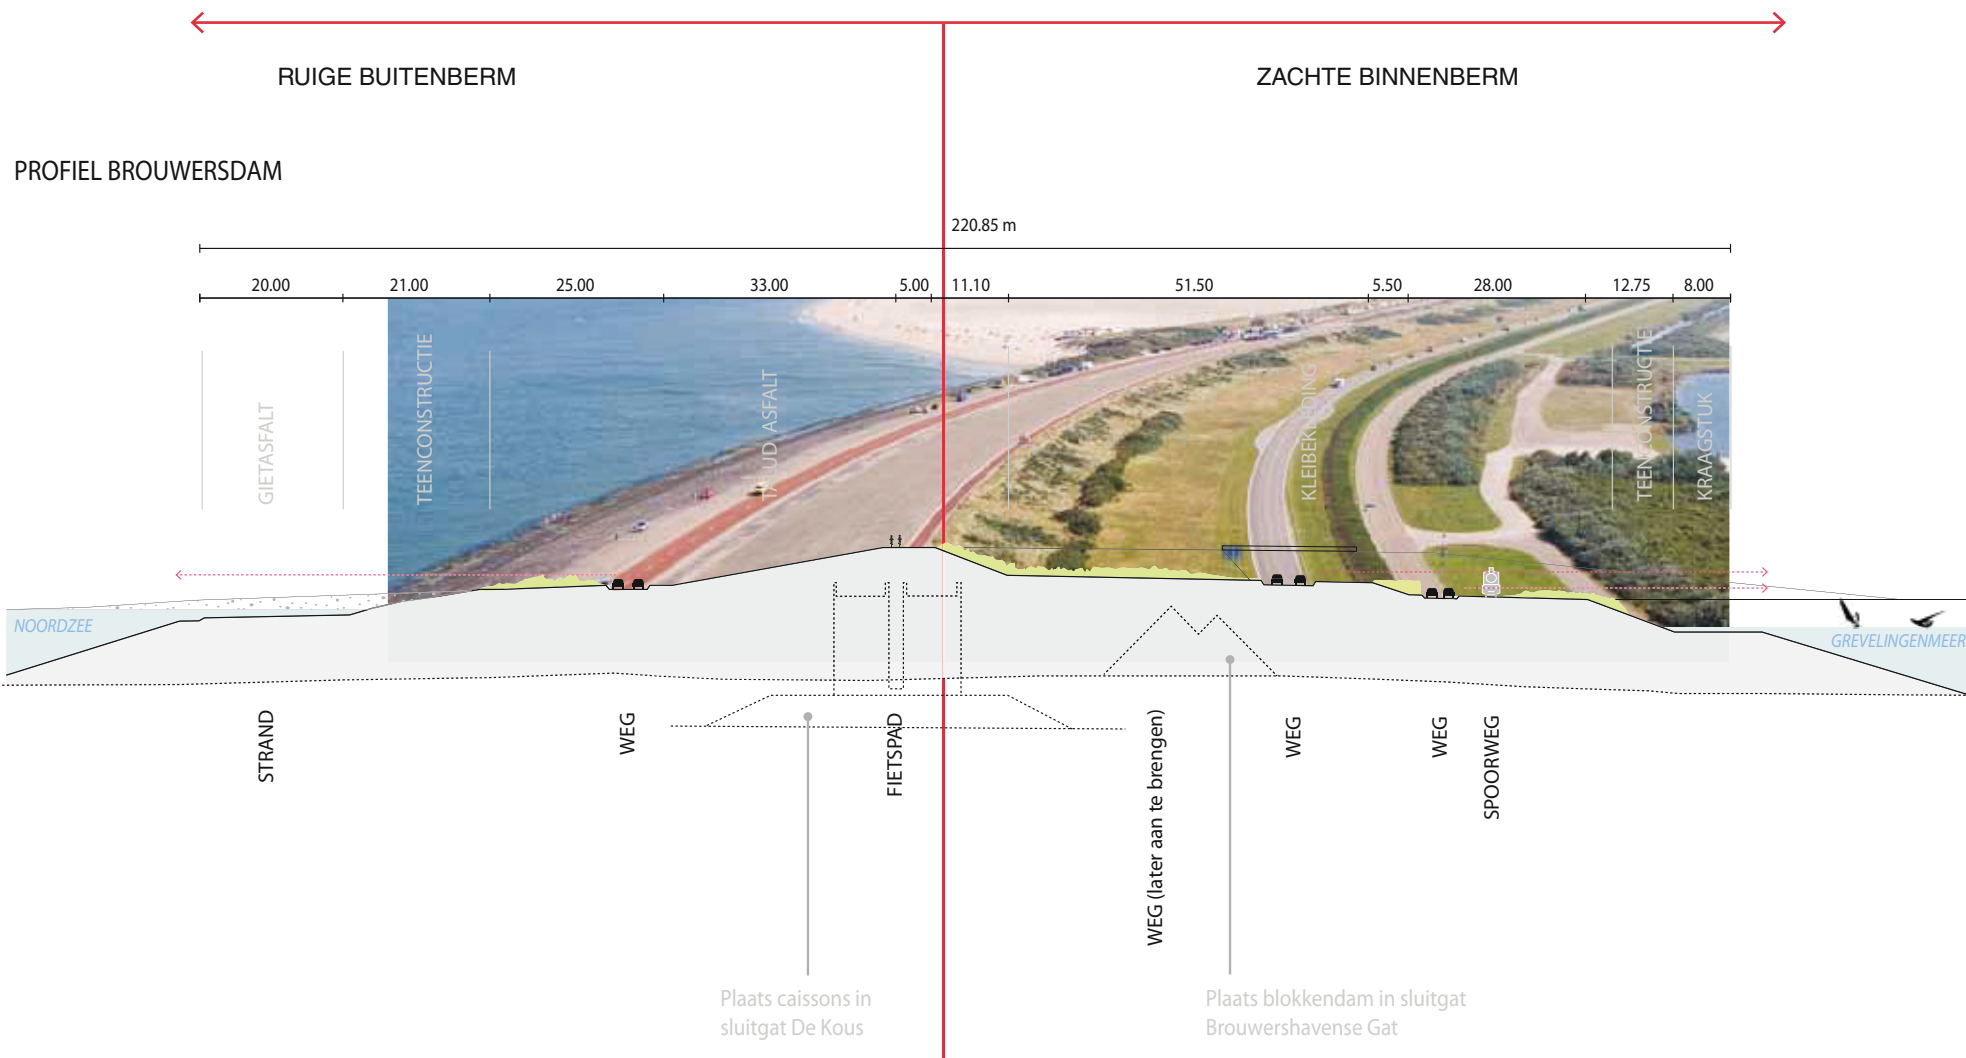 RUIGE BUITENBERM
ZACHTE BINNENBERM
PROFIEL BROUWERSDAM
220.85 m
20.00
21.00
25.00
33.00
5.00
11.10
51.50
5.50
28.00
12.75
8.00
GIETASFALT
TEENCONSTRUCTIE
TALUD ASFALT
KLEIBEKLEDING
TEENCONSTRUCTIE
KRAAGSTUK
NOORDZEE
GREVELINGENMEER
STRAND
WEG
FIETSPAD
WEG (later aan te brengen)
WEG
WEG
SPOORWEG
Plaats caissons in
sluitgat De Kous
Plaats blokkendam in sluitgat
Brouwershavense Gat